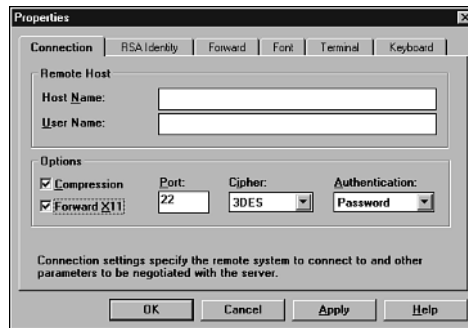 Properties
Connection RSA Identity Forward Font Terminal Keyboard
Remote Host
Host Name:
User Name:
Options
Compression Port: Cipher: Authentication:
Forward X11 22 3DES Password
Connection settings specify the remote system to connect to and other
parameters to be negotiated with the server.
OK Cancel Apply Help